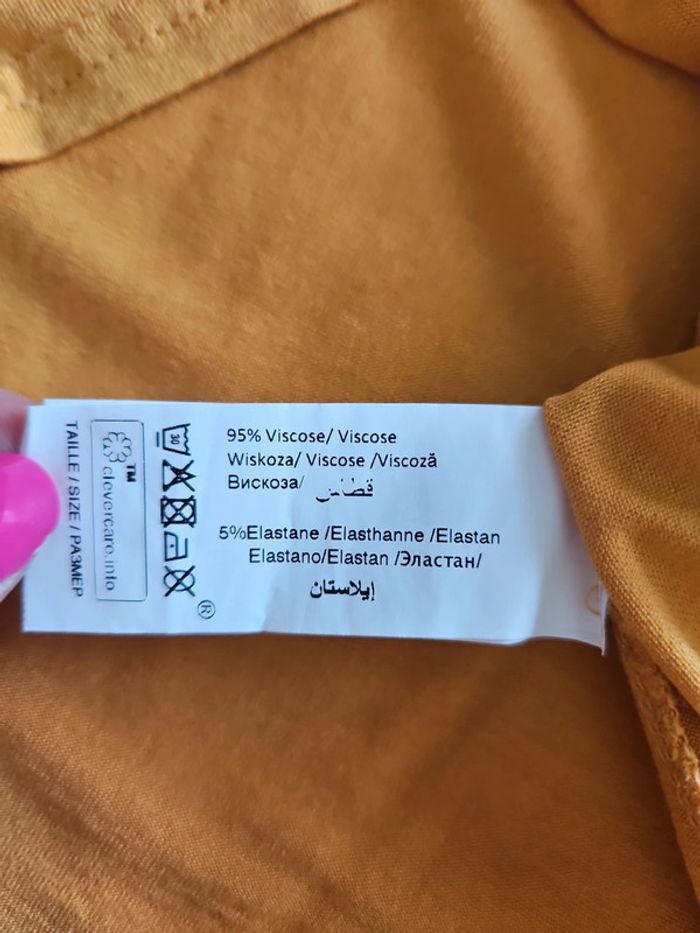 95% Viscose/ Viscose
Wiskoza/ Viscose /Viscoză
Вискоза/
5%Elastane /Elasthanne /Elastan
Elastano/Elastan /Эластан/
إيلاستان
30
TM
clevercare.info
®
TAILLE / SIZE / РАЗМЕР